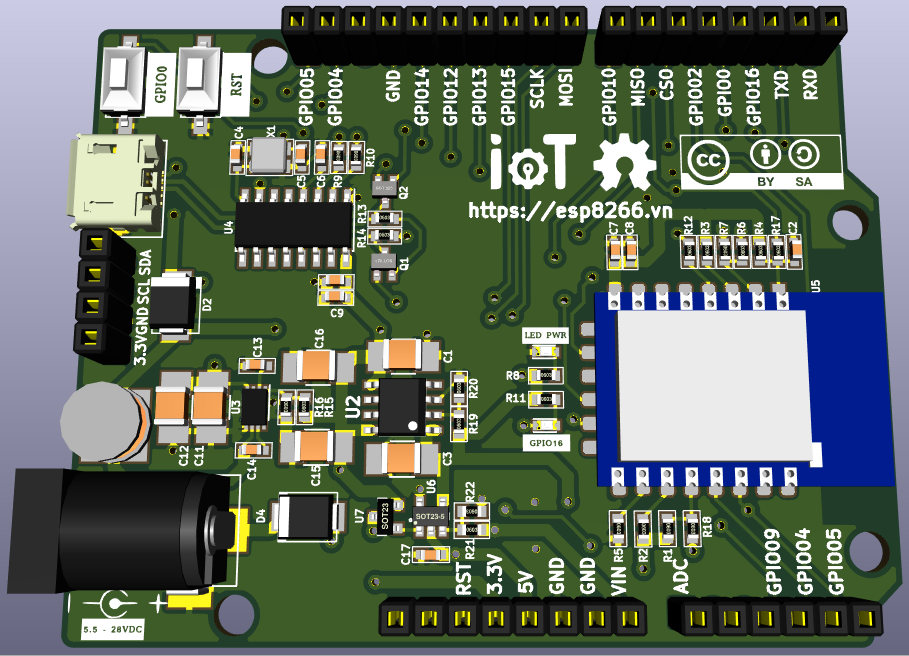 GPIO05
GPIO04
GND
GPIO14
GPIO12
GPIO13
GPIO15
SCLK
MOSI
GPIO10
MISO
CS0
GPIO02
GPIO0
GPIO16
TXD
RXD
GPIO0
RST
C4
X1
C5
C6
R9
R10
Q2
R13
R14
Q1
U4
C9
IoT
https://esp8266.vn
CC
BY SA
C7
C8
R12
R3
R7
R6
R4
R17
C2
U5
3.3V GND SCL SDA
D2
C13
C16
C1
LED PWR
R8
R11
GPIO16
U3
R16
R15
U2
R20
R19
C12
C11
C14
C15
C3
D4
U7
SOT23
U6
SOT23-5
R22
R21
C17
R5
R2
R1
R18
RST
3.3V
5V
GND
GND
VIN
ADC
GPIO09
GPIO04
GPIO05
5.5 - 28VDC